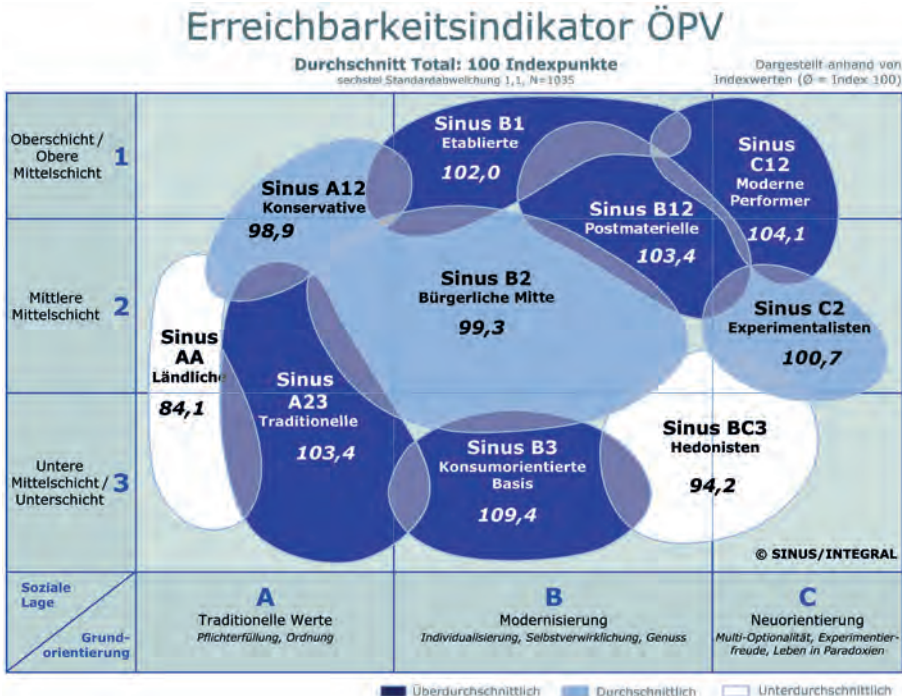 Erreichbarkeitsindikator ÖPV
Durchschnitt Total: 100 Indexpunkte
sechstel Standardabweichung 1,1, N=1035
Dargestellt anhand von
Indexwerten (Ø = Index 100)
Oberschicht /
Obere
Mittelschicht
1
Sinus B1
Etablierte
102,0
Sinus
C12
Moderne
Performer
104,1
Sinus A12
Konservative
98,9
Sinus B12
Postmaterielle
103,4
Mittlere
Mittelschicht
2
Sinus B2
Bürgerliche Mitte
99,3
Sinus C2
Experimentalisten
100,7
Sinus
AA
Ländliche
84,1
Sinus
A23
Traditionelle
103,4
Untere
Mittelschicht /
Unterschicht
3
Sinus B3
Konsumorientierte
Basis
109,4
Sinus BC3
Hedonisten
94,2
© SINUS/INTEGRAL
Soziale
Lage
Grund-
orientierung
A
Traditionelle Werte
Pflichterfüllung, Ordnung
B
Modernisierung
Individualisierung, Selbstverwirklichung, Genuss
C
Neuorientierung
Multi-Optionalität, Experimentier-
freude, Leben in Paradoxien
Überdurchschnittlich
Durchschnittlich
Unterdurchschnittlich